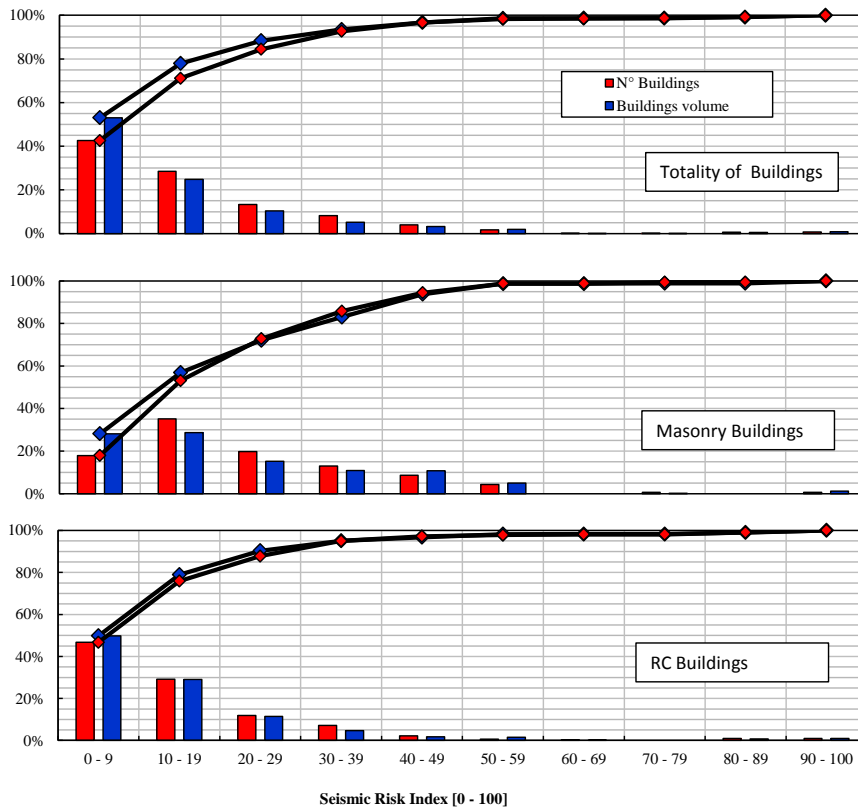 100%
80%
60%
40%
20%
0%
N° Buildings
Buildings volume
Totality of Buildings
100%
80%
60%
40%
20%
0%
Masonry Buildings
100%
80%
60%
40%
20%
0%
RC Buildings
0 - 9 10 - 19 20 - 29 30 - 39 40 - 49 50 - 59 60 - 69 70 - 79 80 - 89 90 - 100
Seismic Risk Index [0 - 100]